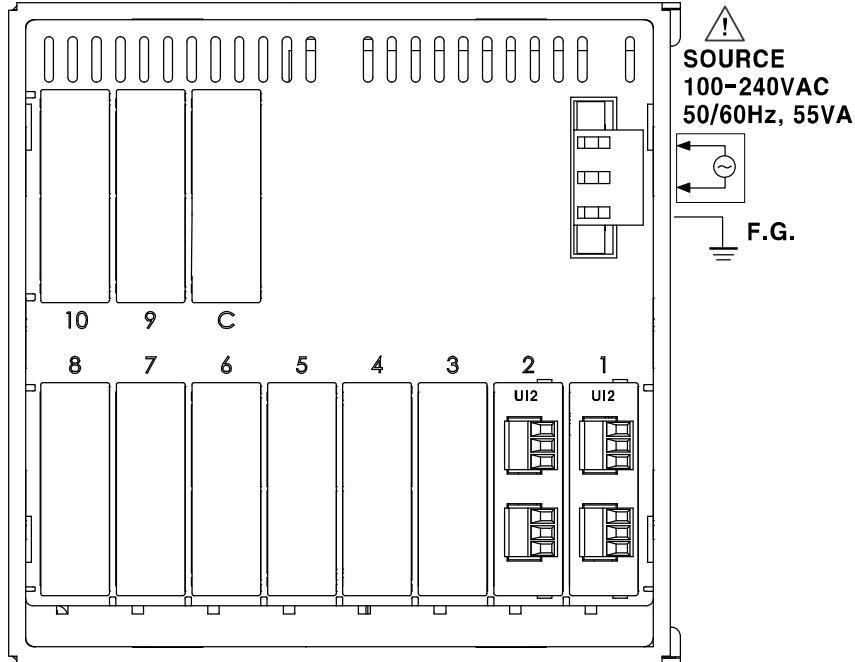 !
SOURCE
100-240VAC
50/60Hz, 55VA
F.G.
10 9 C
8 7 6 5 4 3 2 1
UI2 UI2